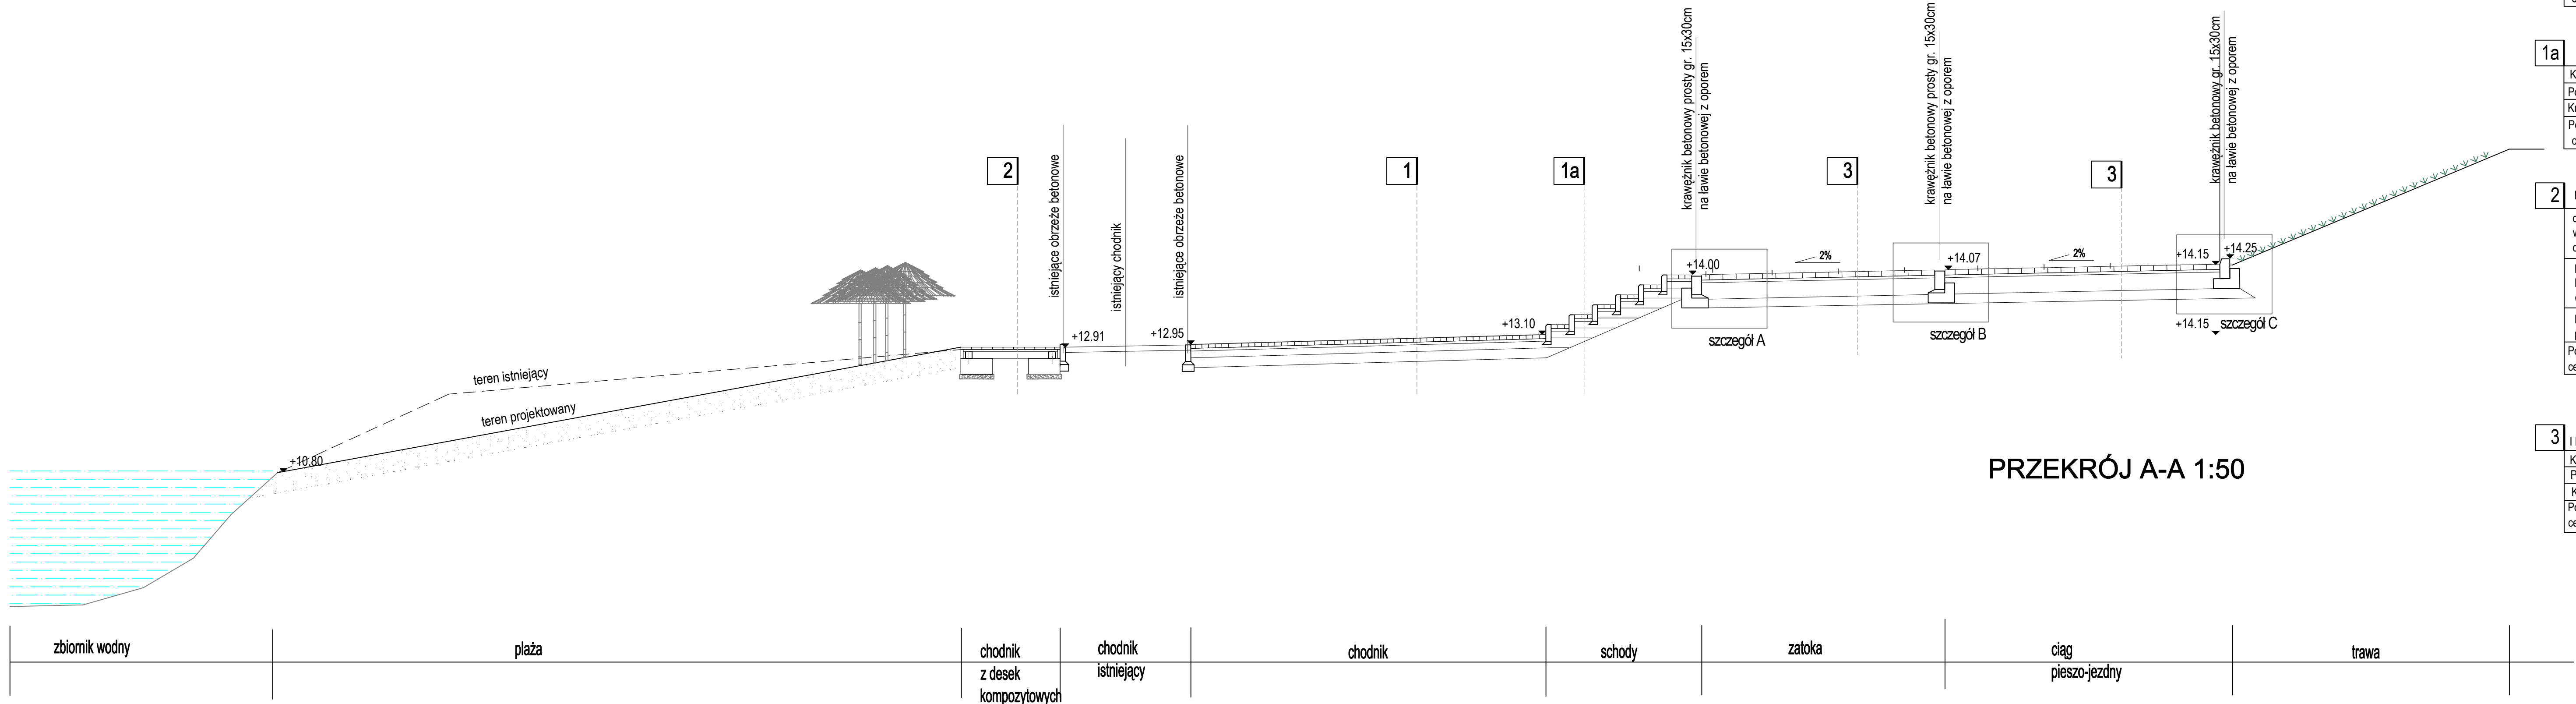 krawężnik betonowy prosty gr. 15x30cm
na ławie betonowej z oporem
krawężnik betonowy prosty gr. 15x30cm
na ławie betonowej z oporem
krawężnik betonowy gr. 15x30cm
na ławie betonowej z oporem
1a
2
istniejące obrzeże betonowe
istniejący chodnik
istniejące obrzeże betonowe
1
1a
3
3
2
+14.00
2%
+14.07
2%
+14.15
+14.25
szczegół A
szczegół B
+14.15
szczegół C
+12.91
+12.95
+13.10
teren istniejący
teren projektowany
+10.80
3
PRZEKRÓJ A-A 1:50
zbiornik wodny
plaża
chodnik
z desek
kompozytowych
chodnik
istniejący
chodnik
schody
zatoka
ciąg
pieszo-jezdny
trawa